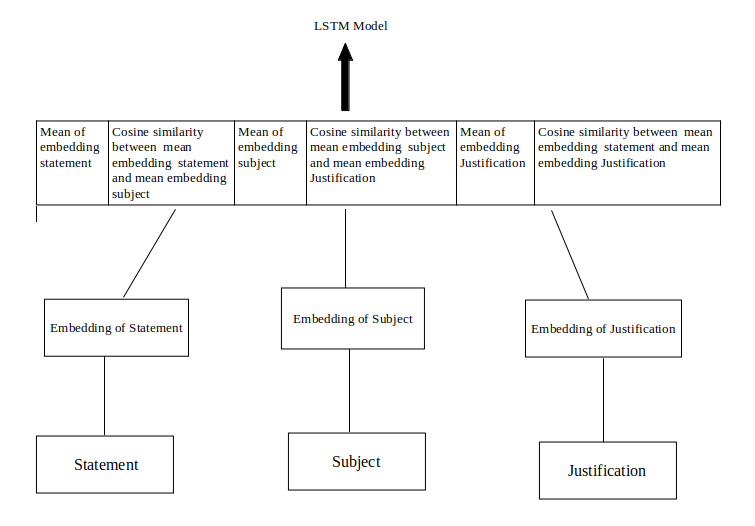 LSTM Model
Mean of
embedding
statement
Cosine similarity
between mean
embedding statement
and mean embedding
subject
Mean of
embedding
subject
Cosine similarity between
mean embedding subject
and mean embedding
Justification
Mean of
embedding
Justification
Cosine similarity between mean
embedding statement and mean
embedding Justification
Embedding of Statement
Embedding of Subject
Embedding of Justification
Statement
Subject
Justification